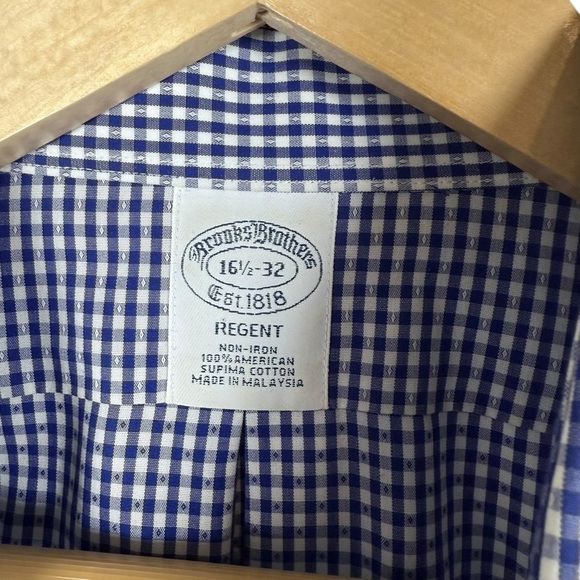 Brooks Brothers
16½-32
Est. 1818
REGENT
NON-IRON
100% AMERICAN
SUPIMA COTTON
MADE IN MALAYSIA